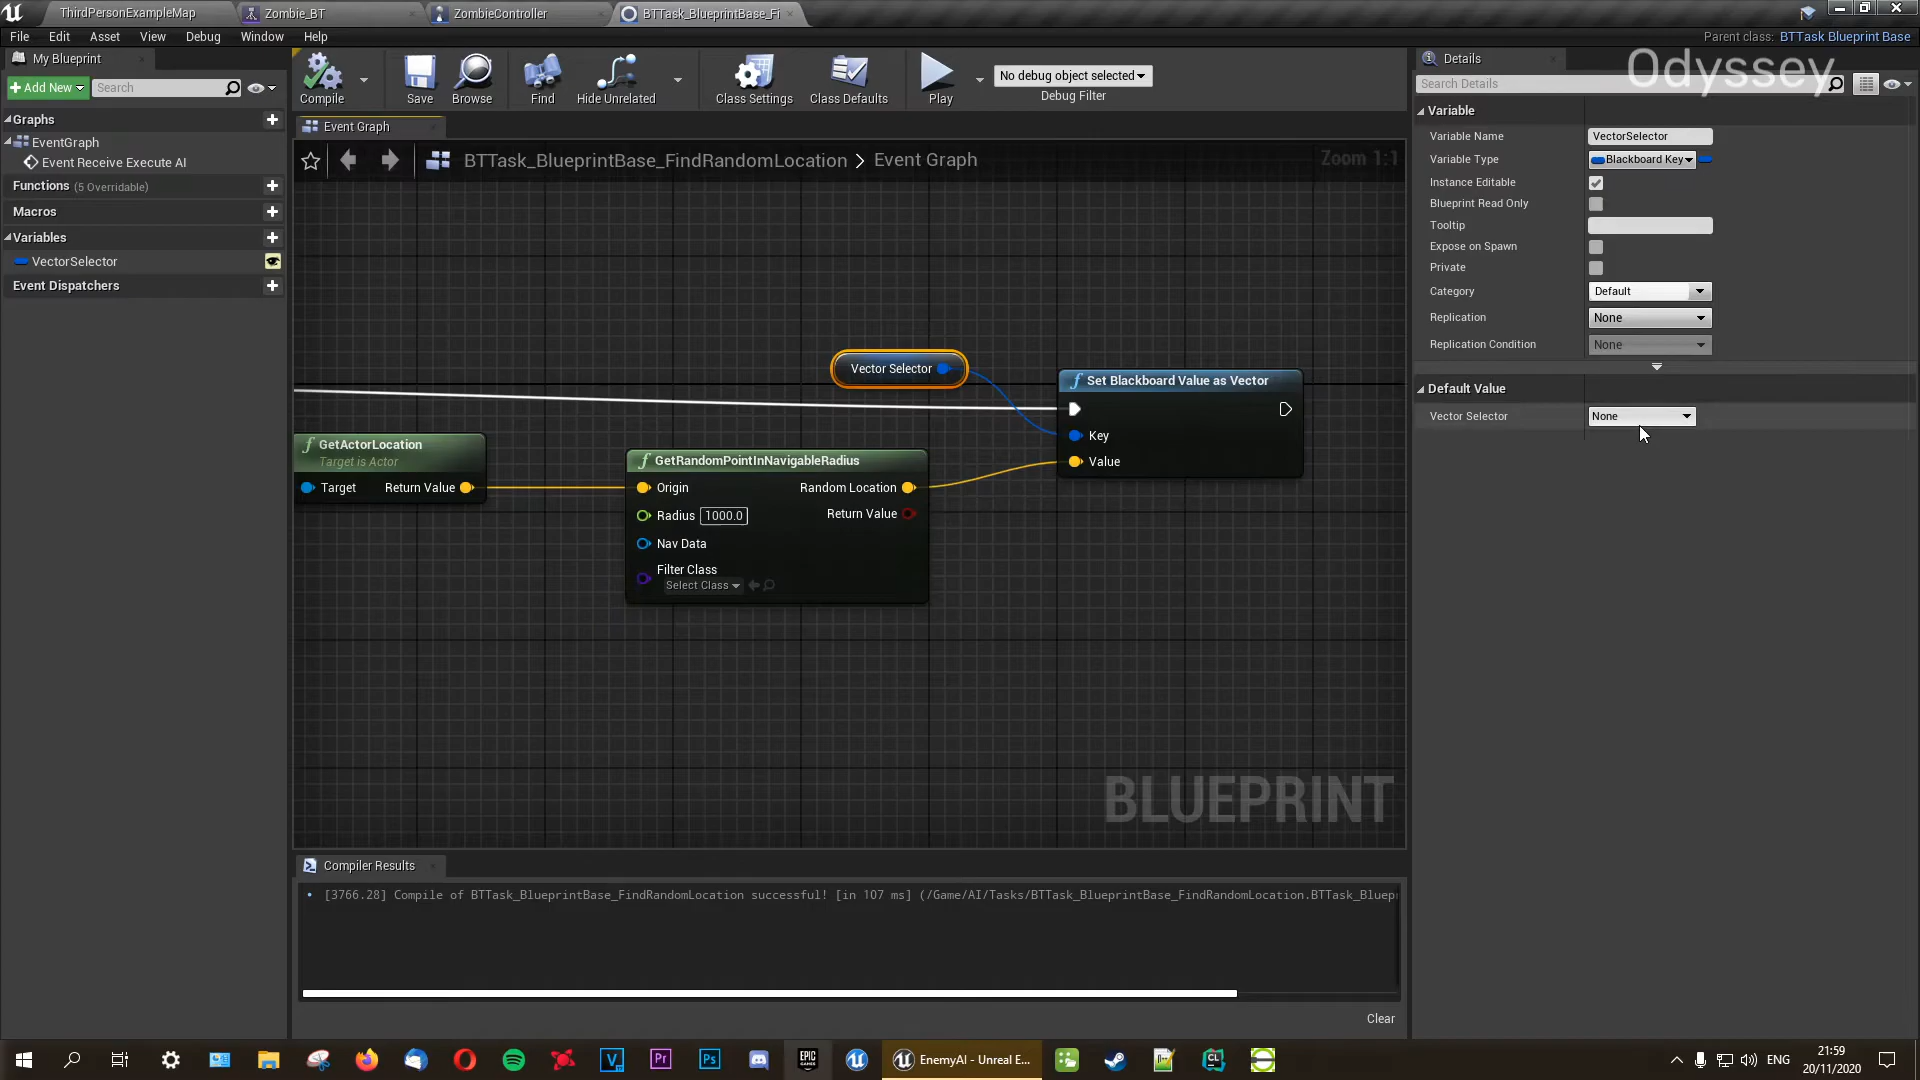 ThirdPersonExampleMap
Zombie_BT
ZombieController
BTTask_BlueprintBase_Fi
File Edit Asset View Debug Window Help
Parent class: BTTask Blueprint Base
My Blueprint
Add New
Search
Compile
Save
Browse
Find
Hide Unrelated
Class Settings
Class Defaults
Play
No debug object selected
Debug Filter
Details
Odyssey
Search Details
Graphs
EventGraph
Event Receive Execute AI
Functions (5 Overridable)
Macros
Variables
VectorSelector
Event Dispatchers
Event Graph
BTTask_BlueprintBase_FindRandomLocation > Event Graph
Zoom 1:1
Vector Selector
Set Blackboard Value as Vector
Key
Value
GetActorLocation
Target is Actor
Target
Return Value
GetRandomPointInNavigableRadius
Origin
Random Location
Radius 1000.0
Return Value
Nav Data
Filter Class
Select Class
BLUEPRINT
Variable
Variable Name VectorSelector
Variable Type Blackboard Key
Instance Editable
Blueprint Read Only
Tooltip
Expose on Spawn
Private
Category Default
Replication None
Replication Condition None
Default Value
Vector Selector None
Compiler Results
[3766.28] Compile of BTTask_BlueprintBase_FindRandomLocation successful! [in 107 ms] (/Game/AI/Tasks/BTTask_BlueprintBase_FindRandomLocation.BTTask_Bluep
Clear
EnemyAI - Unreal E...
ENG
21:59
20/11/2020